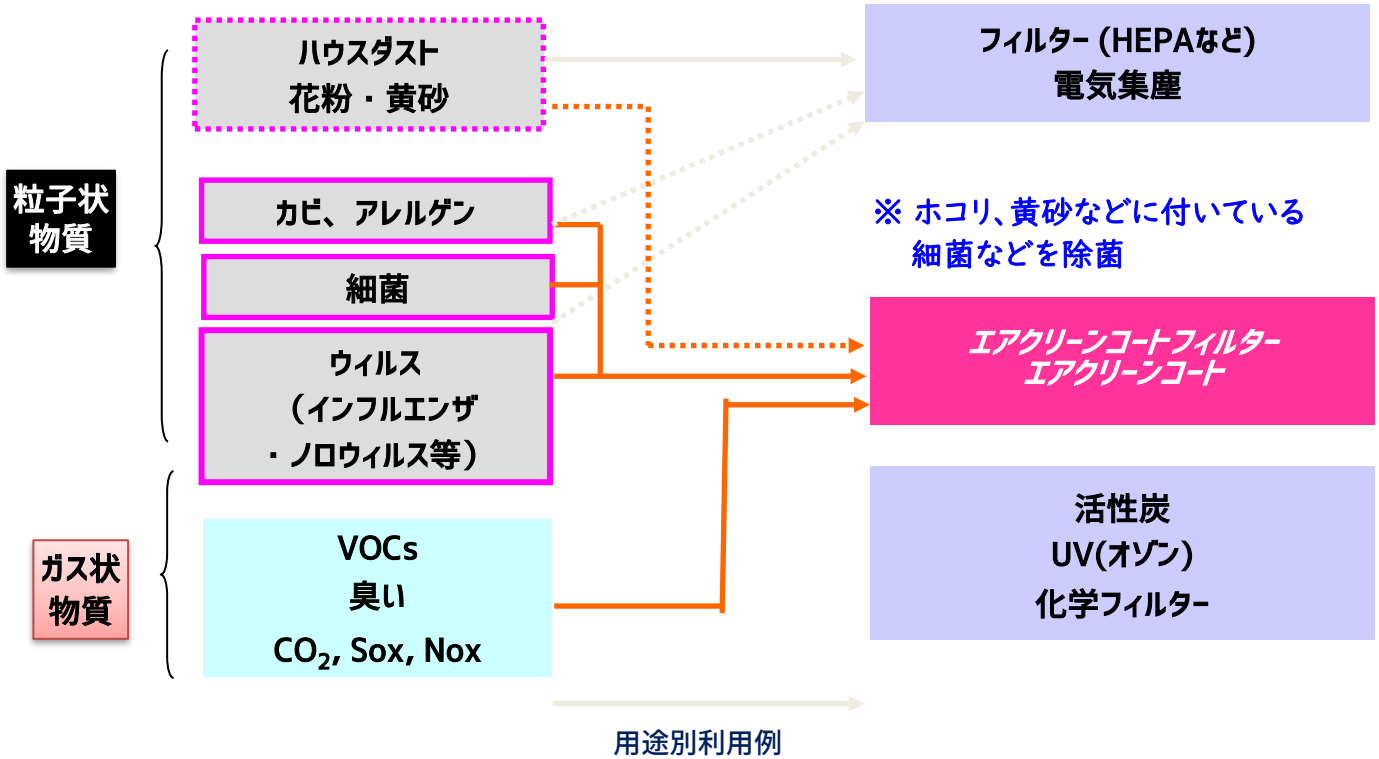 粒子状
物質
ハウスダスト
花粉・黄砂
カビ、アレルゲン
細菌
ウィルス
（インフルエンザ
・ノロウィルス等）
ガス状
物質
VOCs
臭い
CO₂, Sox, Nox
フィルター (HEPAなど)
電気集塵
※ ホコリ、黄砂などに付いている
細菌などを除菌
エアクリーンコートフィルター
エアクリーンコート
活性炭
UV(オゾン)
化学フィルター
用途別利用例